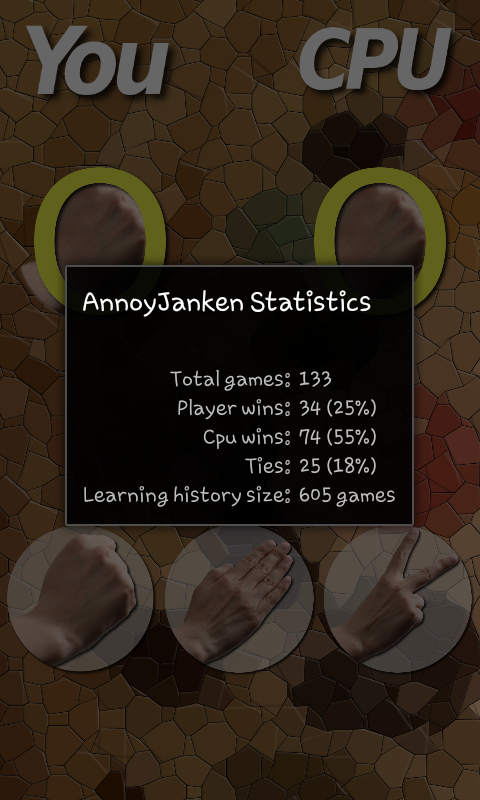 You
CPU
AnnoyJanken Statistics
Total games: 133
Player wins: 34 (25%)
Cpu wins: 74 (55%)
Ties: 25 (18%)
Learning history size: 605 games